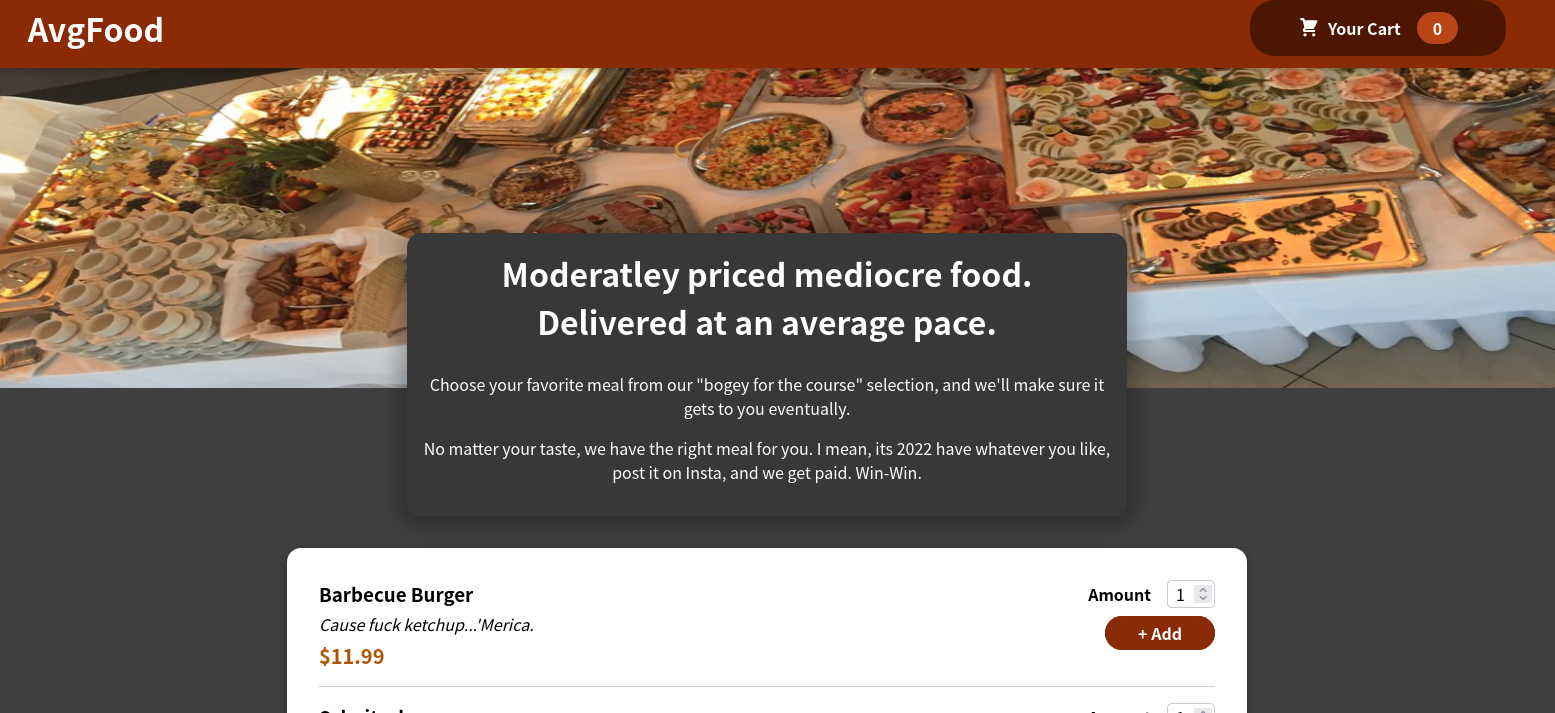 AvgFood
Your Cart 0
Moderatley priced mediocre food.
Delivered at an average pace.
Choose your favorite meal from our "bogey for the course" selection, and we'll make sure it
gets to you eventually.
No matter your taste, we have the right meal for you. I mean, its 2022 have whatever you like,
post it on Insta, and we get paid. Win-Win.
Barbecue Burger
Amount 1
Cause fuck ketchup...'Merica.
+ Add
$11.99